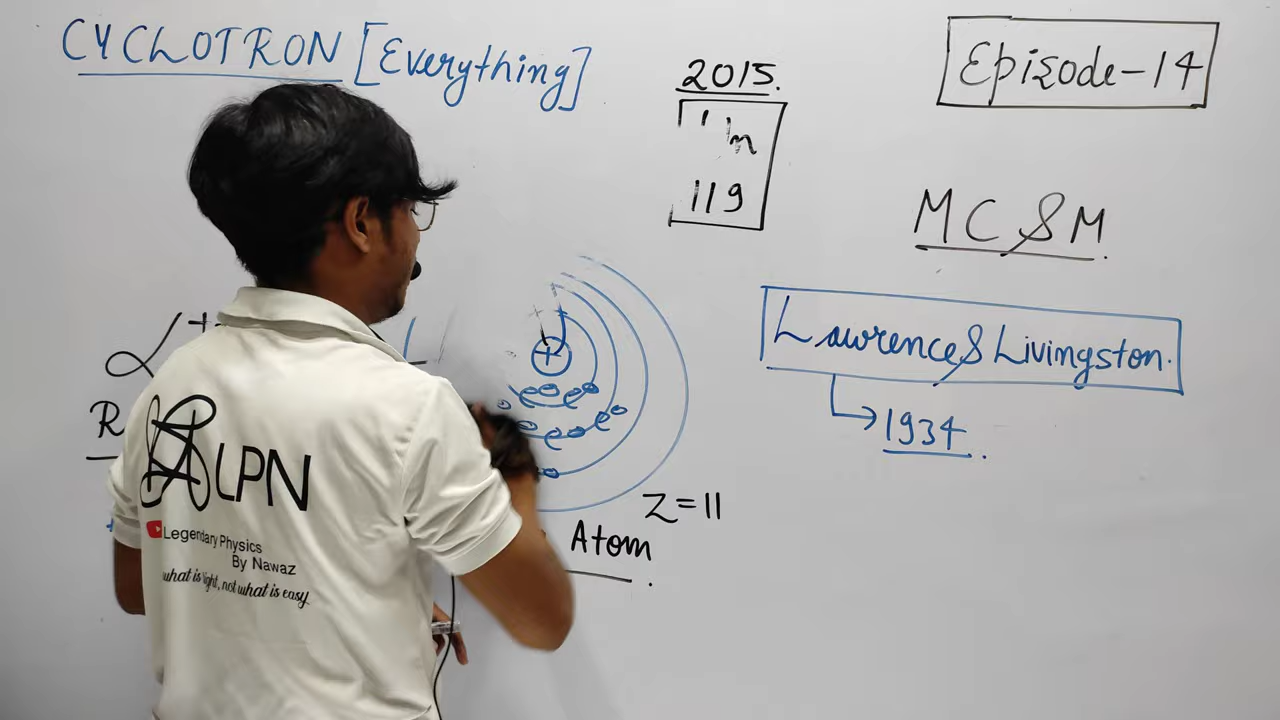 CYCLOTRON [Everything]
2015.
119
Episode-14
MC & M.
Lawrence & Livingston.
1934.
+
Z=11
Atom.
R
LPN
Legendary Physics
By Nawaz
what is right, not what is easy